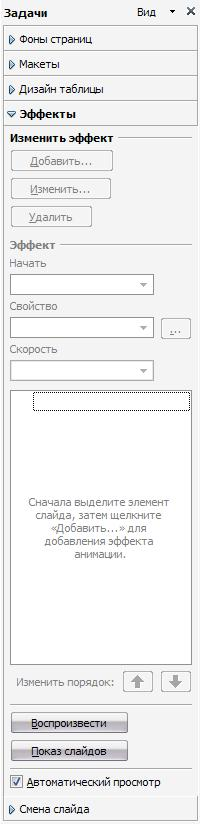 Задачи Вид
Фоны страниц
Макеты
Дизайн таблицы
Эффекты
Изменить эффект
Добавить...
Изменить...
Удалить
Эффект
Начать
Свойство
...
Скорость
Сначала выделите элемент
слайда, затем щелкните
«Добавить...» для
добавления эффекта
анимации.
Изменить порядок:
Воспроизвести
Показ слайдов
Автоматический просмотр
Смена слайда